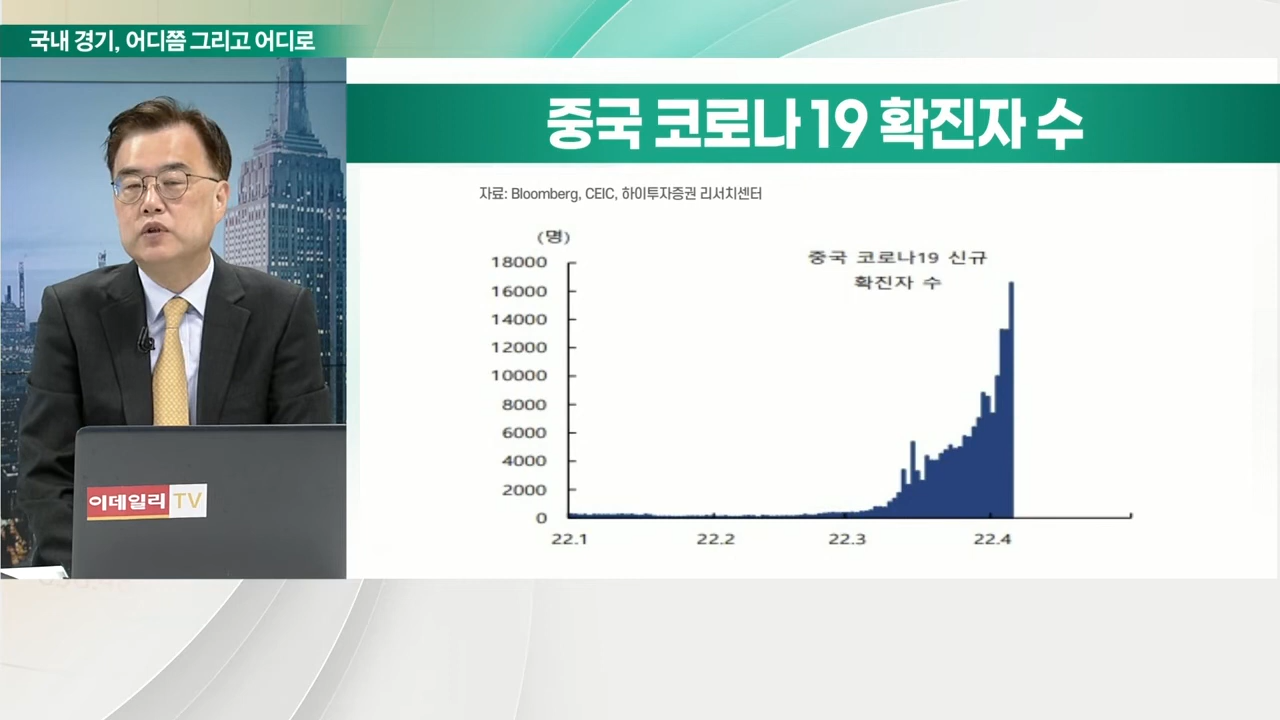 국내 경기, 어디쯤 그리고 어디로
중국 코로나19 확진자 수
자료: Bloomberg, CEIC, 하이투자증권 리서치센터
(명)
중국 코로나19 신규
확진자 수
18000
16000
14000
12000
10000
8000
6000
4000
2000
0
22.1
22.2
22.3
22.4
이데일리TV